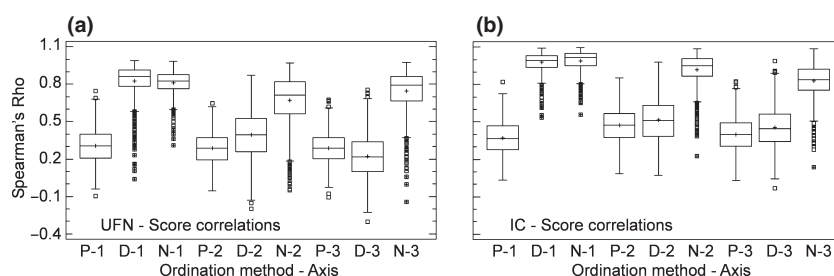 (a)
(b)
Spearman's Rho
1.1
0.8
0.5
0.2
−0.1
−0.4
UFN - Score correlations
IC - Score correlations
P-1 D-1 N-1 P-2 D-2 N-2 P-3 D-3 N-3
P-1 D-1 N-1 P-2 D-2 N-2 P-3 D-3 N-3
Ordination method - Axis
Ordination method - Axis